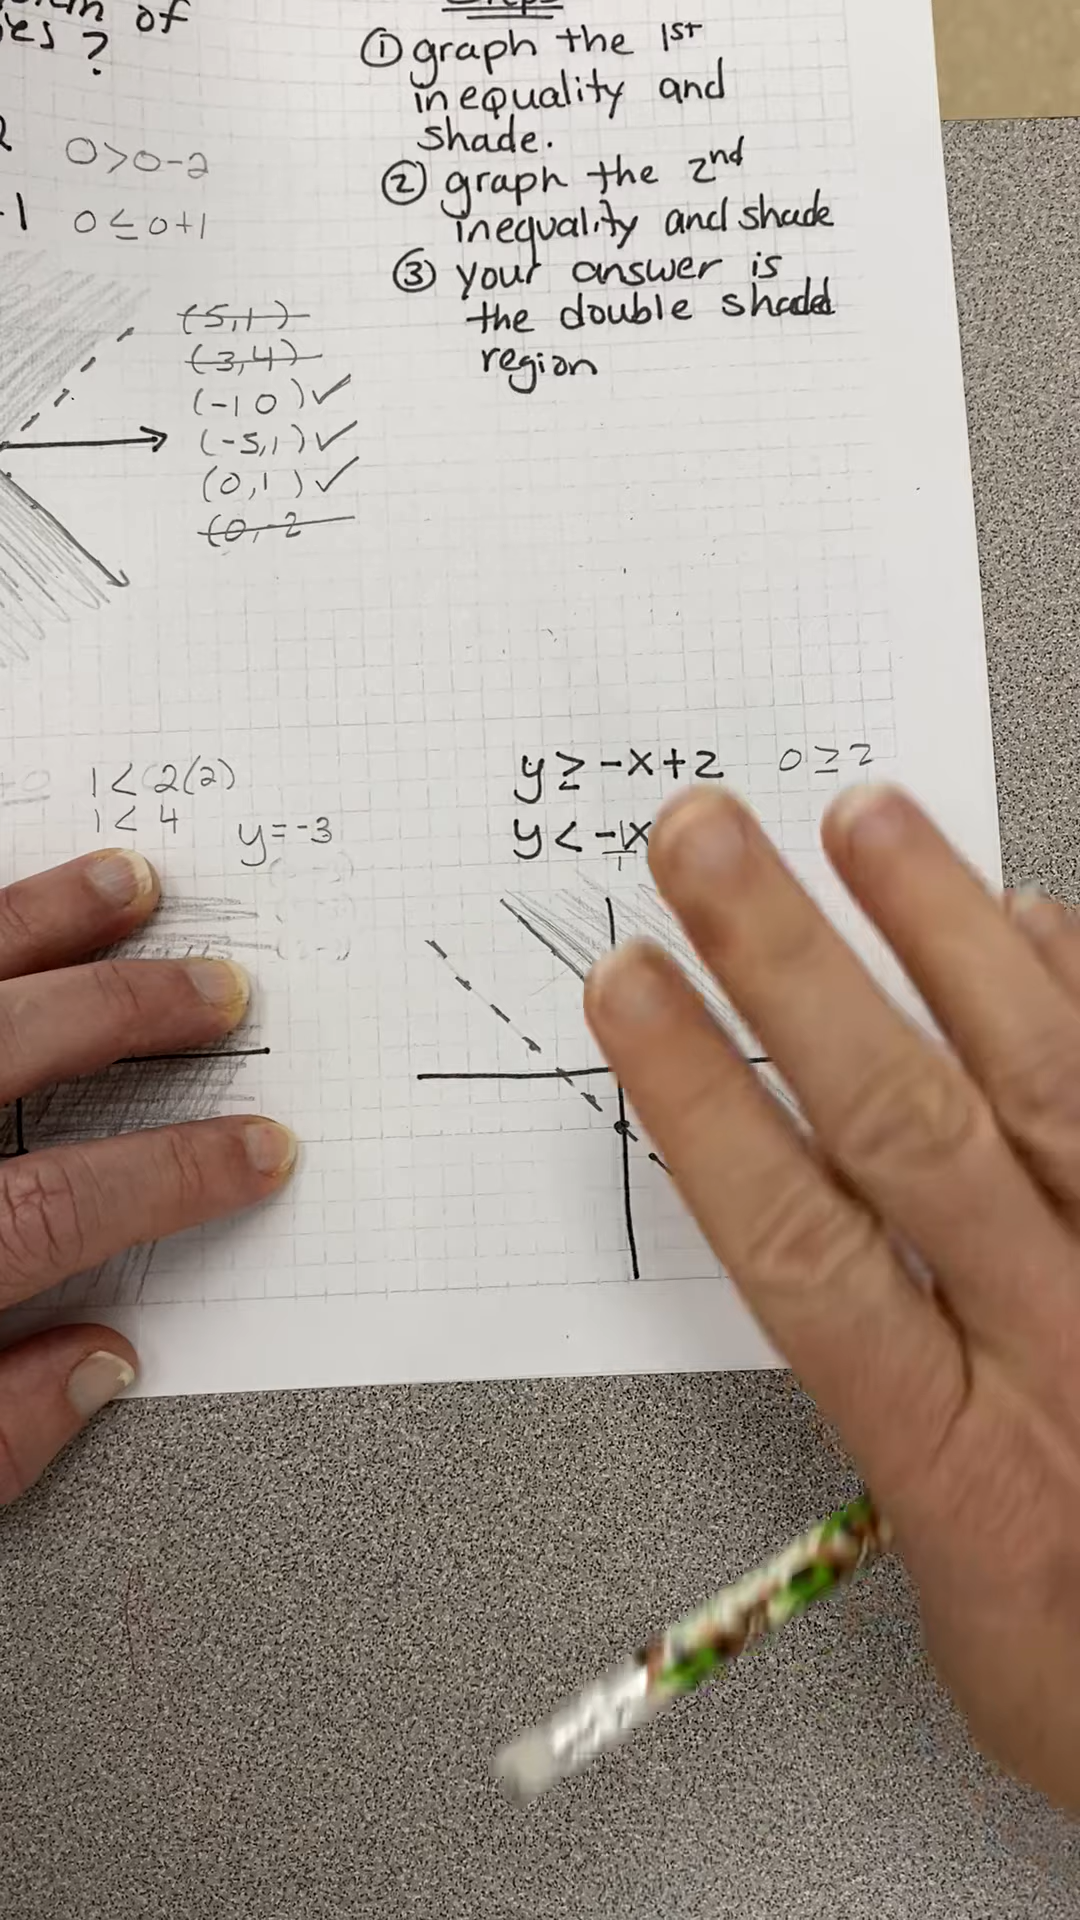 of
?
① graph the 1st
inequality and
shade.
② graph the 2nd
inequality and shade
③ your answer is
the double shaded
region
0>0-2
0≤0+1
(5,1)
(3,4)
(-1 0)✓
(-5,1)✓
(0,1)✓
(0,-2
1<2(2)
1<4
y=-3
y≥-x+2 0≥2
y<-1x
1